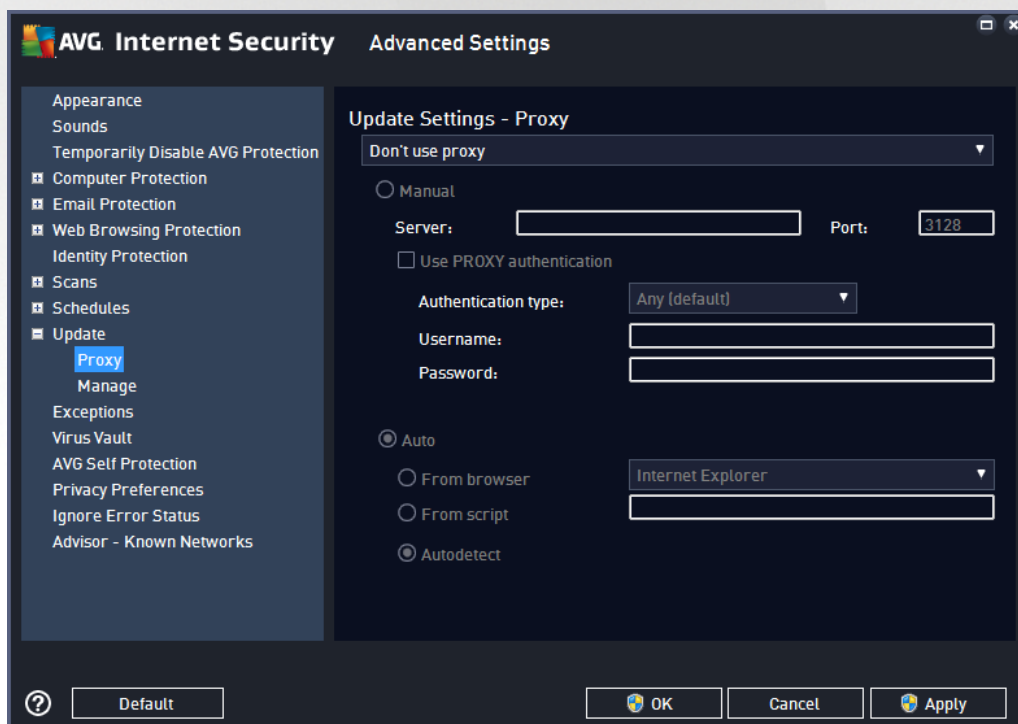 AVG. Internet Security Advanced Settings
Appearance
Sounds
Temporarily Disable AVG Protection
Computer Protection
Email Protection
Web Browsing Protection
Identity Protection
Scans
Schedules
Update
Proxy
Manage
Exceptions
Virus Vault
AVG Self Protection
Privacy Preferences
Ignore Error Status
Advisor - Known Networks
Update Settings - Proxy
Don't use proxy
Manual
Server: Port: 3128
Use PROXY authentication
Authentication type: Any (default)
Username:
Password:
Auto
From browser Internet Explorer
From script
Autodetect
? Default OK Cancel Apply